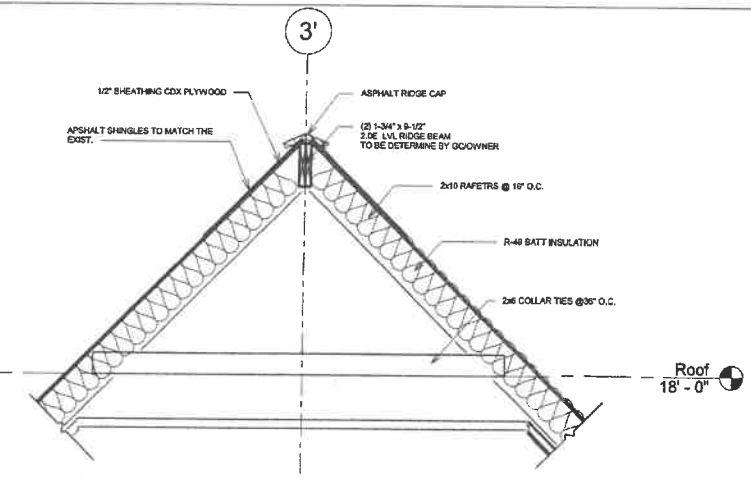 3'
1/2" SHEATHING CDX PLYWOOD
ASPHALT RIDGE CAP
APSHALT SHINGLES TO MATCH THE
EXIST.
(2) 1-3/4" x 9-1/2"
2.0E LVL RIDGE BEAM
TO BE DETERMINE BY GC/OWNER
2x10 RAFETRS @ 16" O.C.
R-49 BATT INSULATION
2x6 COLLAR TIES @36" O.C.
Roof
18' - 0"